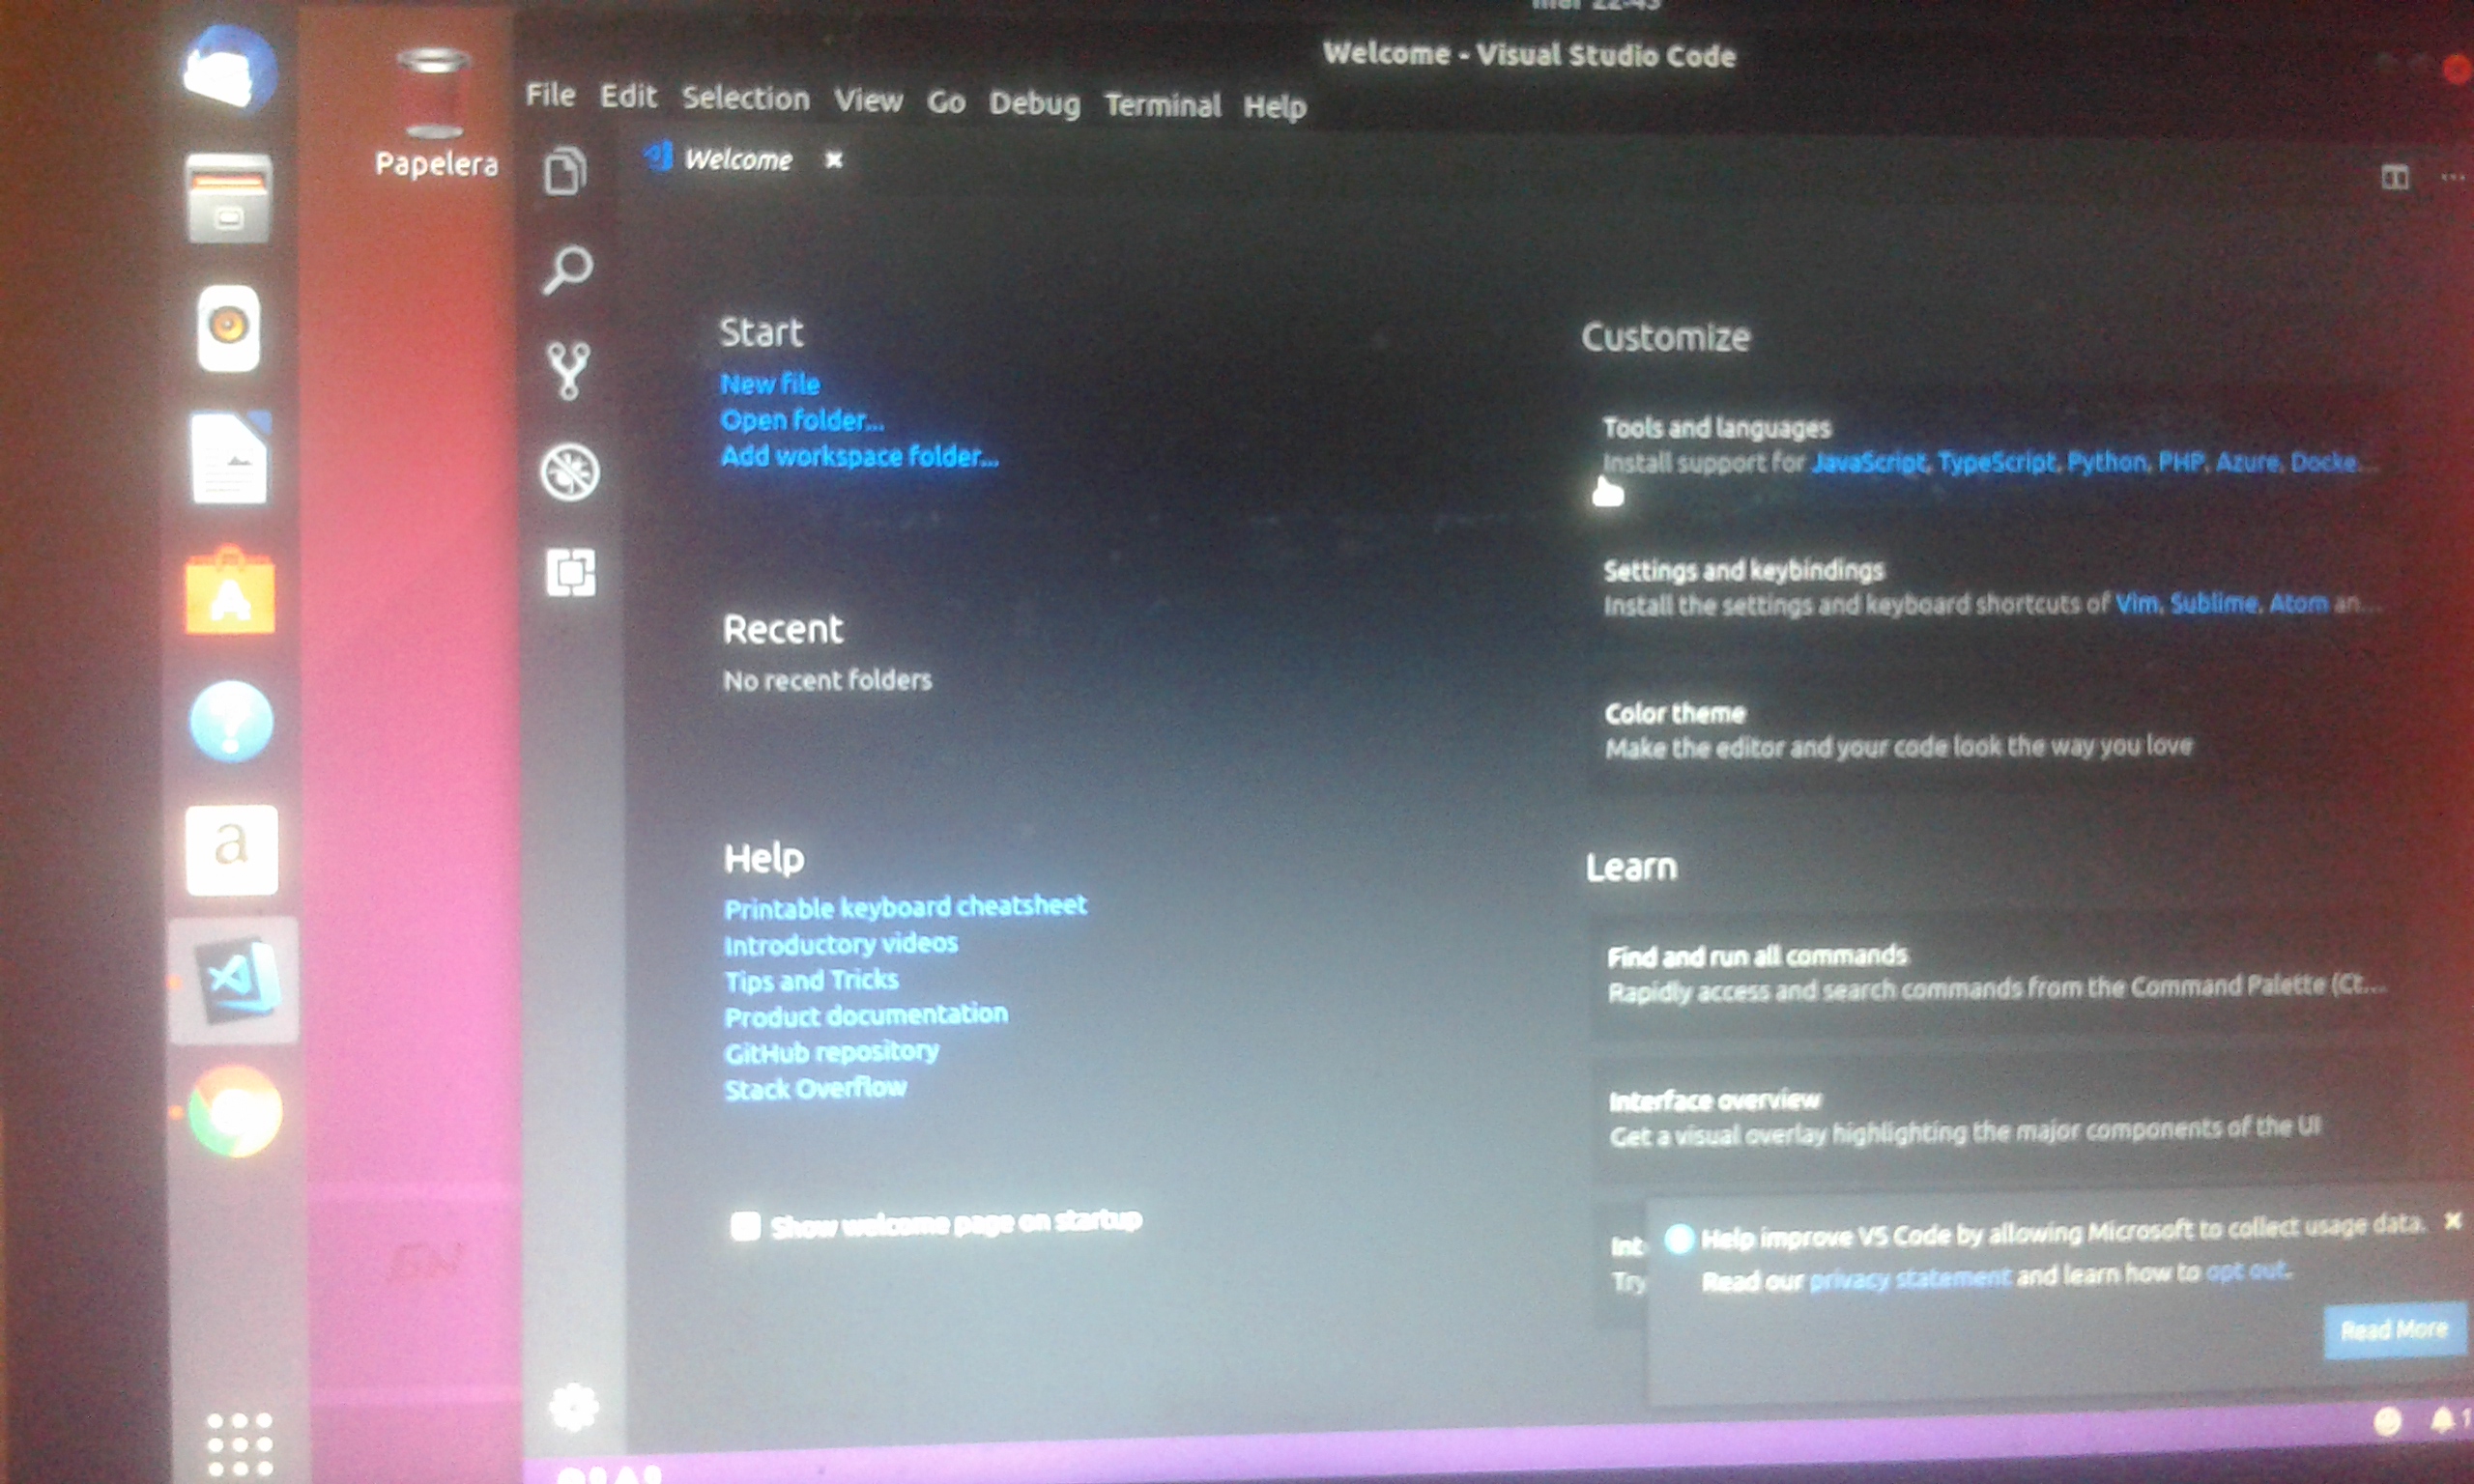 Welcome - Visual Studio Code
File Edit Selection View Go Debug Terminal Help
Papelera
Welcome
Start
New file
Open folder...
Add workspace folder...
Recent
No recent folders
Help
Printable keyboard cheatsheet
Introductory videos
Tips and Tricks
Product documentation
GitHub repository
Stack Overflow
Show welcome page on startup
Customize
Tools and languages
Install support for JavaScript, TypeScript, Python, PHP, Azure, Docke...
Settings and keybindings
Install the settings and keyboard shortcuts of Vim, Sublime, Atom an...
Color theme
Make the editor and your code look the way you love
Learn
Find and run all commands
Rapidly access and search commands from the Command Palette (Ct...
Interface overview
Get a visual overlay highlighting the major components of the UI
Int
Try
Help improve VS Code by allowing Microsoft to collect usage data.
Read our privacy statement and learn how to opt out.
Read More
1
A
?
a